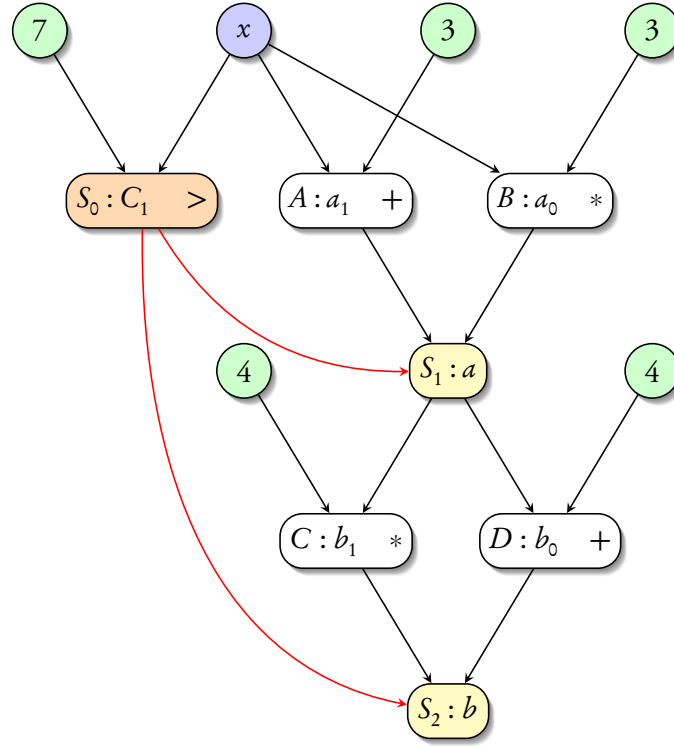 7 x 3 3
S₀ : C₁ > A : a₁ + B : a₀ *
S₁ : a
4 4
C : b₁ * D : b₀ +
S₂ : b